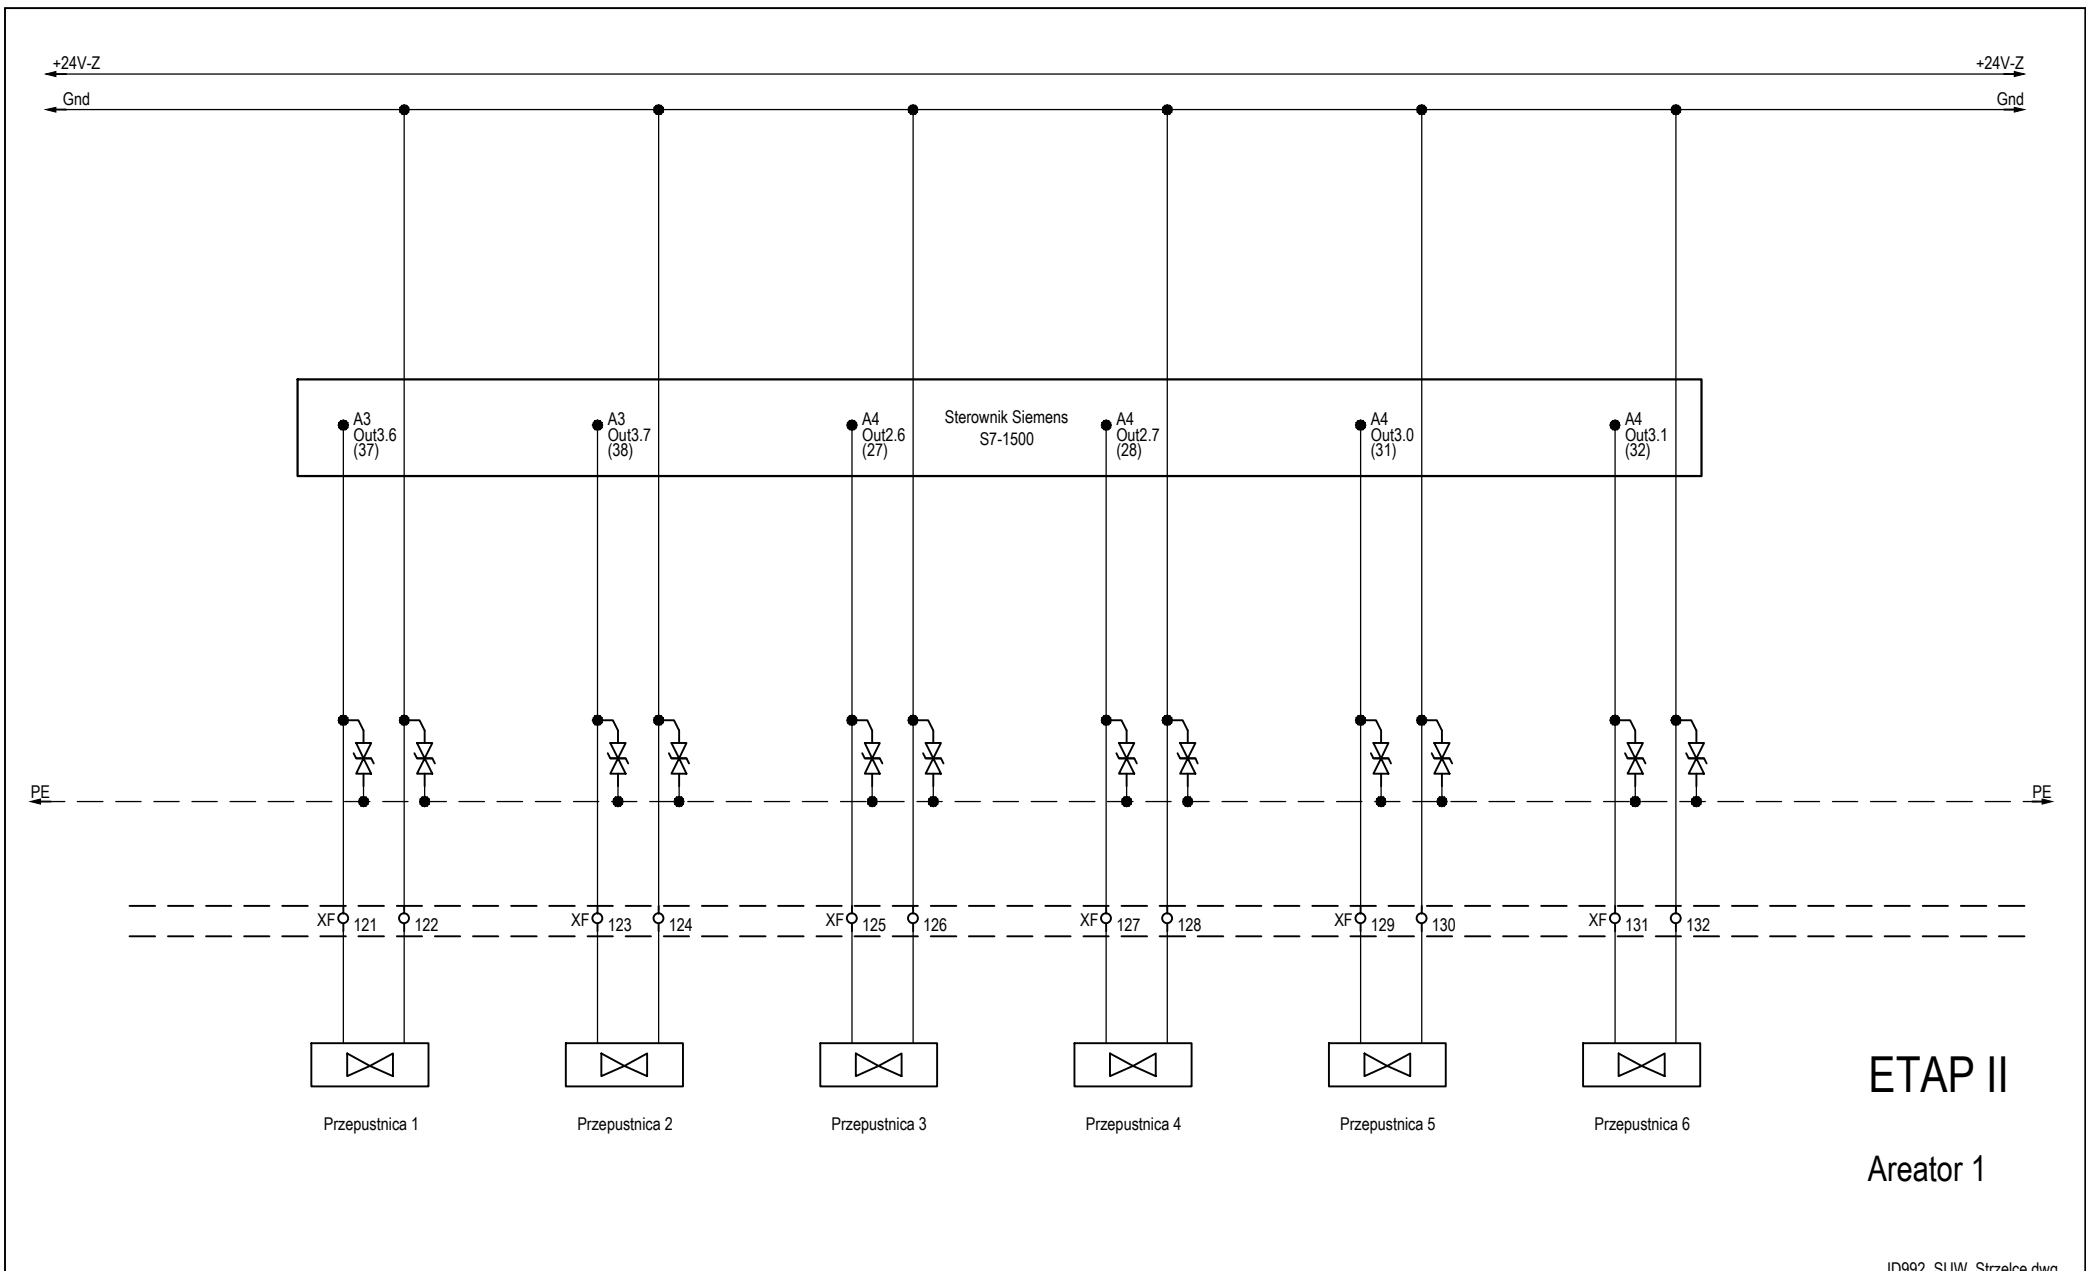 +24V-Z +24V-Z
Gnd Gnd
A3 A3 A4 Sterownik Siemens A4 A4 A4
Out3.6 Out3.7 Out2.6 S7-1500 Out2.7 Out3.0 Out3.1
(37) (38) (27) (28) (31) (32)
PE PE
XF 121 122 XF 123 124 XF 125 126 XF 127 128 XF 129 130 XF 131 132
Przepustnica 1 Przepustnica 2 Przepustnica 3 Przepustnica 4 Przepustnica 5 Przepustnica 6
ETAP II
Areator 1
ID992_SUW_Strzelce.dwg